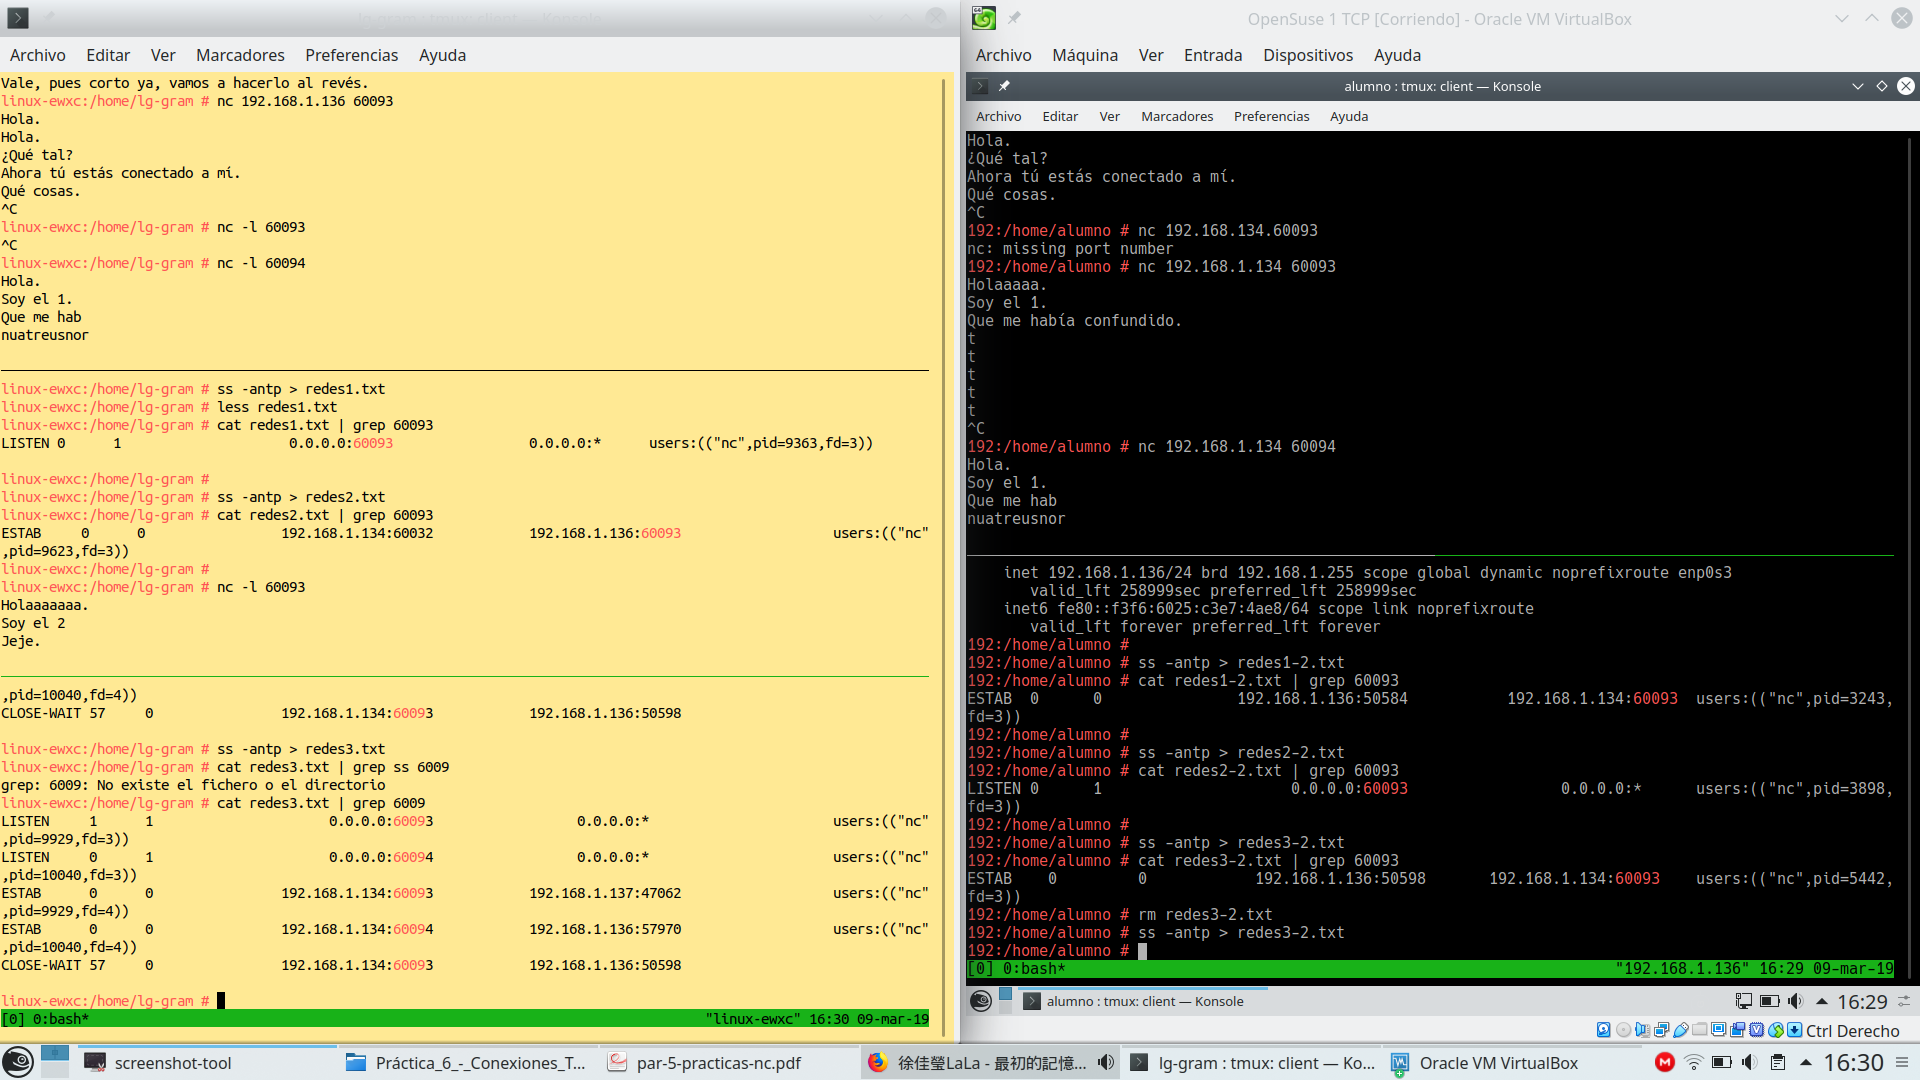 lg-gram : tmux: client — Konsole
Archivo Editar Ver Marcadores Preferencias Ayuda
Vale, pues corto ya, vamos a hacerlo al revés.
linux-ewxc:/home/lg-gram # nc 192.168.1.136 60093
Hola.
Hola.
¿Qué tal?
Ahora tú estás conectado a mí.
Qué cosas.
^C
linux-ewxc:/home/lg-gram # nc -l 60093
^C
linux-ewxc:/home/lg-gram # nc -l 60094
Hola.
Soy el 1.
Que me hab
nuatreusnor
linux-ewxc:/home/lg-gram # ss -antp > redes1.txt
linux-ewxc:/home/lg-gram # less redes1.txt
linux-ewxc:/home/lg-gram # cat redes1.txt | grep 60093
LISTEN 0 1 0.0.0.0:60093 0.0.0.0:* users:(("nc",pid=9363,fd=3))
linux-ewxc:/home/lg-gram #
linux-ewxc:/home/lg-gram # ss -antp > redes2.txt
linux-ewxc:/home/lg-gram # cat redes2.txt | grep 60093
ESTAB 0 0 192.168.1.134:60032 192.168.1.136:60093 users:(("nc"
,pid=9623,fd=3))
linux-ewxc:/home/lg-gram #
linux-ewxc:/home/lg-gram # nc -l 60093
Holaaaaaaa.
Soy el 2
Jeje.
,pid=10040,fd=4))
CLOSE-WAIT 57 0 192.168.1.134:60093 192.168.1.136:50598
linux-ewxc:/home/lg-gram # ss -antp > redes3.txt
linux-ewxc:/home/lg-gram # cat redes3.txt | grep ss 6009
grep: 6009: No existe el fichero o el directorio
linux-ewxc:/home/lg-gram # cat redes3.txt | grep 6009
LISTEN 1 1 0.0.0.0:60093 0.0.0.0:* users:(("nc"
,pid=9929,fd=3))
LISTEN 0 1 0.0.0.0:60094 0.0.0.0:* users:(("nc"
,pid=10040,fd=3))
ESTAB 0 0 192.168.1.134:60093 192.168.1.137:47062 users:(("nc"
,pid=9929,fd=4))
ESTAB 0 0 192.168.1.134:60094 192.168.1.136:57970 users:(("nc"
,pid=10040,fd=4))
CLOSE-WAIT 57 0 192.168.1.134:60093 192.168.1.136:50598
linux-ewxc:/home/lg-gram #
[0] 0:bash* "linux-ewxc" 16:30 09-mar-19
OpenSuse 1 TCP [Corriendo] - Oracle VM VirtualBox
Archivo Máquina Ver Entrada Dispositivos Ayuda
alumno : tmux: client — Konsole
Archivo Editar Ver Marcadores Preferencias Ayuda
Hola.
¿Qué tal?
Ahora tú estás conectado a mí.
Qué cosas.
^C
192:/home/alumno # nc 192.168.134.60093
nc: missing port number
192:/home/alumno # nc 192.168.1.134 60093
Holaaaaa.
Soy el 1.
Que me había confundido.
t
t
t
t
t
^C
192:/home/alumno # nc 192.168.1.134 60094
Hola.
Soy el 1.
Que me hab
nuatreusnor
inet 192.168.1.136/24 brd 192.168.1.255 scope global dynamic noprefixroute enp0s3
valid_lft 258999sec preferred_lft 258999sec
inet6 fe80::f3f6:6025:c3e7:4ae8/64 scope link noprefixroute
valid_lft forever preferred_lft forever
192:/home/alumno #
192:/home/alumno # ss -antp > redes1-2.txt
192:/home/alumno # cat redes1-2.txt | grep 60093
ESTAB 0 0 192.168.1.136:50584 192.168.1.134:60093 users:(("nc",pid=3243,
fd=3))
192:/home/alumno #
192:/home/alumno # ss -antp > redes2-2.txt
192:/home/alumno # cat redes2-2.txt | grep 60093
LISTEN 0 1 0.0.0.0:60093 0.0.0.0:* users:(("nc",pid=3898,
fd=3))
192:/home/alumno #
192:/home/alumno # ss -antp > redes3-2.txt
192:/home/alumno # cat redes3-2.txt | grep 60093
ESTAB 0 0 192.168.1.136:50598 192.168.1.134:60093 users:(("nc",pid=5442,
fd=3))
192:/home/alumno # rm redes3-2.txt
192:/home/alumno # ss -antp > redes3-2.txt
192:/home/alumno #
[0] 0:bash* "192.168.1.136" 16:29 09-mar-19
alumno : tmux: client — Konsole 16:29
Ctrl Derecho
screenshot-tool Práctica_6_-_Conexiones_T... par-5-practicas-nc.pdf 徐佳瑩LaLa - 最初的記憶... lg-gram : tmux: client — Ko... Oracle VM VirtualBox 16:30